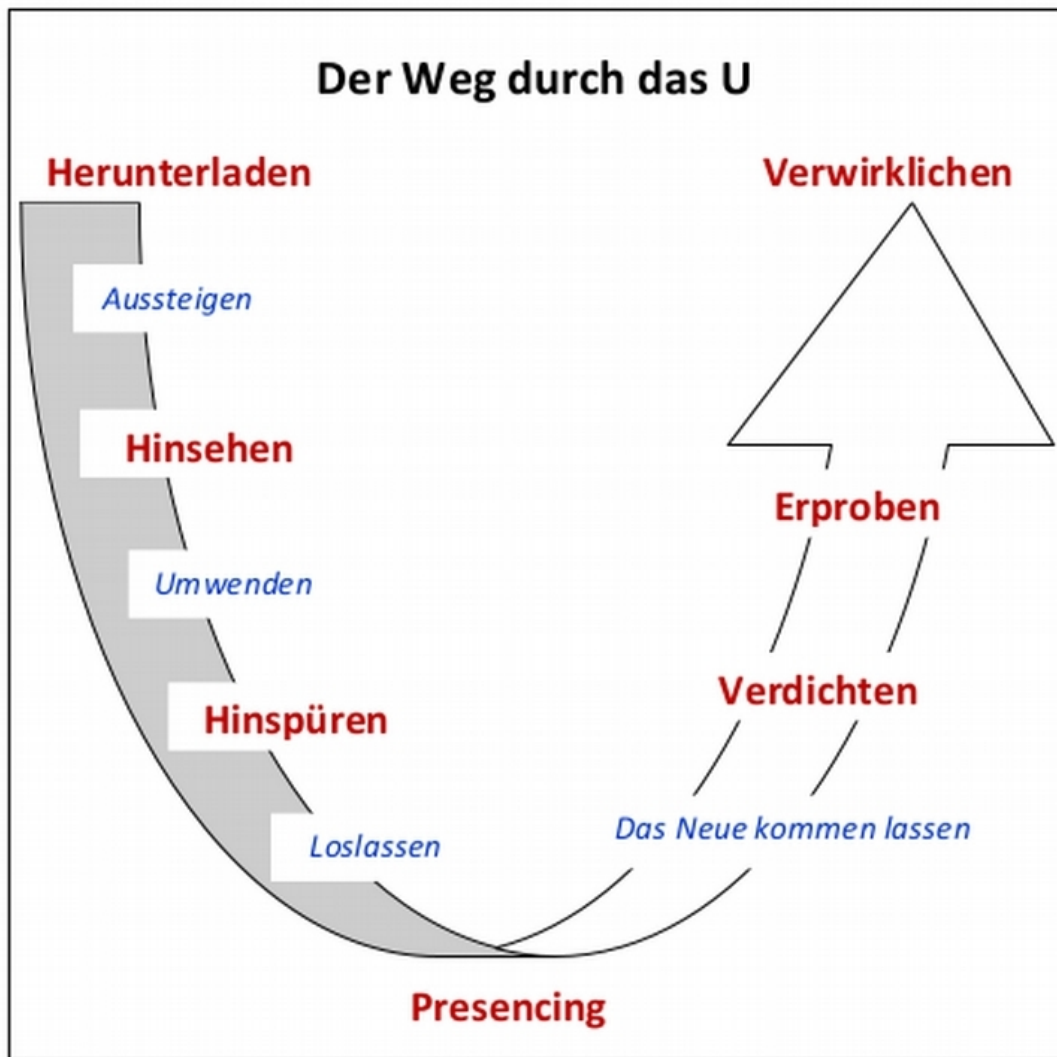 Der Weg durch das U
Herunterladen
Verwirklichen
Aussteigen
Hinsehen
Erproben
Umwenden
Verdichten
Hinspüren
Das Neue kommen lassen
Loslassen
Presencing